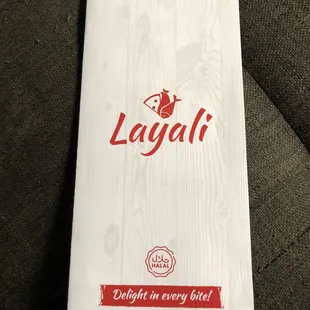 Layali
حلال
HALAL
Delight in every bite!